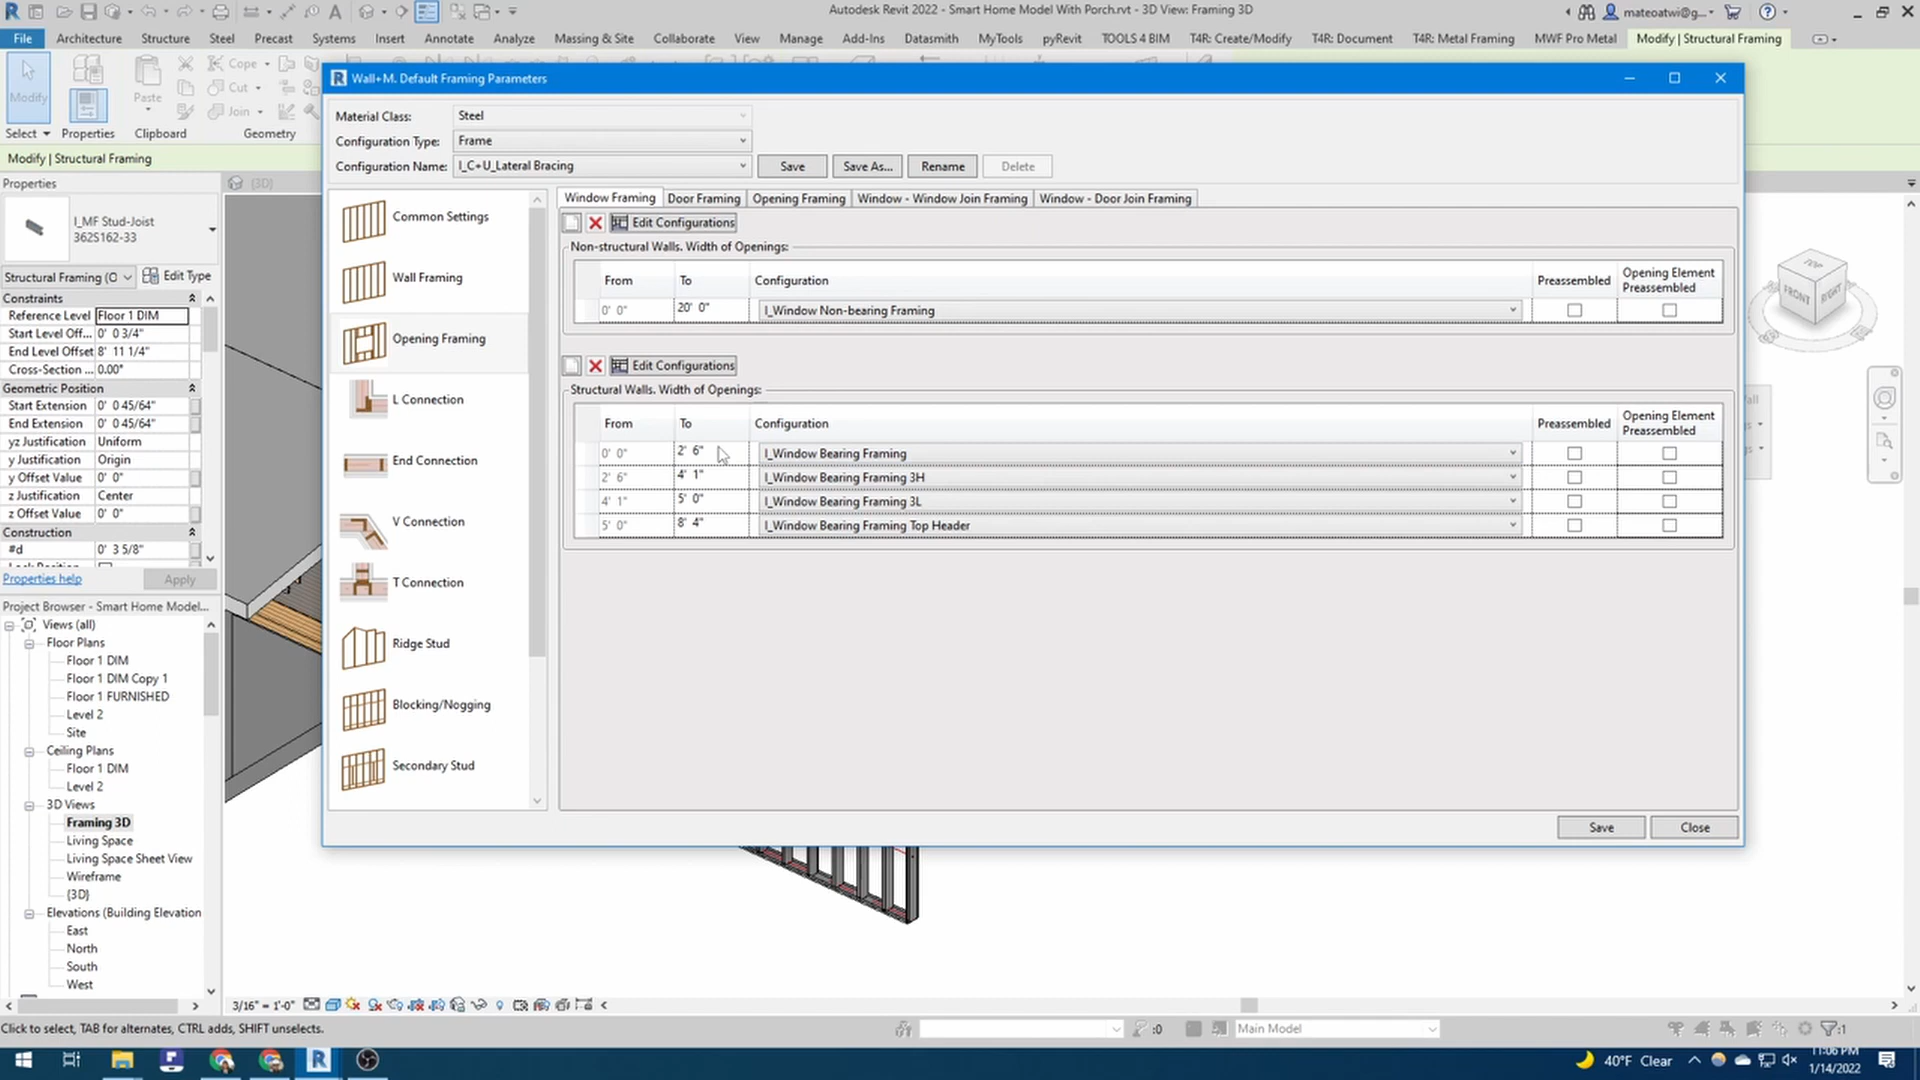 Autodesk Revit 2022 - Smart Home Model With Porch.rvt - 3D View: Framing 3D
mateoatwi@g...
File Architecture Structure Steel Precast Systems Insert Annotate Analyze Massing & Site Collaborate View Manage Add-Ins Datasmith MyTools pyRevit TOOLS 4 BIM T4R: Create/Modify T4R: Document T4R: Metal Framing MWF Pro Metal Modify | Structural Framing
Modify
Paste
Cope
Cut
Join
Select Properties Clipboard Geometry
Modify | Structural Framing
Wall+M. Default Framing Parameters
Material Class: Steel
Configuration Type: Frame
Configuration Name: I_C+U_Lateral Bracing Save Save As... Rename Delete
Properties
I_MF Stud-Joist
362S162-33
Structural Framing (O Edit Type
Constraints
Reference Level Floor 1 DIM
Start Level Off... 0' 0 3/4"
End Level Offset 8' 11 1/4"
Cross-Section ... 0.00°
Geometric Position
Start Extension 0' 0 45/64"
End Extension 0' 0 45/64"
yz Justification Uniform
y Justification Origin
y Offset Value 0' 0"
z Justification Center
z Offset Value 0' 0"
Construction
#d 0' 3 5/8"
Properties help Apply
Project Browser - Smart Home Model...
Views (all)
Floor Plans
Floor 1 DIM
Floor 1 DIM Copy 1
Floor 1 FURNISHED
Level 2
Site
Ceiling Plans
Floor 1 DIM
Level 2
3D Views
Framing 3D
Living Space
Living Space Sheet View
Wireframe
{3D}
Elevations (Building Elevation
East
North
South
West
{3D}
Common Settings
Wall Framing
Opening Framing
L Connection
End Connection
V Connection
T Connection
Ridge Stud
Blocking/Nogging
Secondary Stud
Window Framing Door Framing Opening Framing Window - Window Join Framing Window - Door Join Framing
Edit Configurations
Non-structural Walls. Width of Openings:
From To Configuration Preassembled Opening Element Preassembled
0' 0" 20' 0" I_Window Non-bearing Framing
Edit Configurations
Structural Walls. Width of Openings:
From To Configuration Preassembled Opening Element Preassembled
0' 0" 2' 6" I_Window Bearing Framing
2' 6" 4' 1" I_Window Bearing Framing 3H
4' 1" 5' 0" I_Window Bearing Framing 3L
5' 0" 8' 4" I_Window Bearing Framing Top Header
Save Close
TOP
FRONT
RIGHT
3/16" = 1'-0"
Click to select, TAB for alternates, CTRL adds, SHIFT unselects.
:0
Main Model
:1
40°F Clear
11:06 PM
1/14/2022